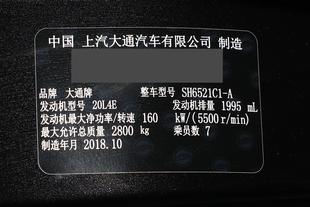 中国 上汽大通汽车有限公司 制造
品牌 大通牌 整车型号 SH6521C1-A
发动机型号 20L4E 发动机排量 1995 mL
发动机最大净功率/转速 160 kW/(5500r/min)
最大允许总质量 2800 kg 乘员数 7
制造年月 2018.10